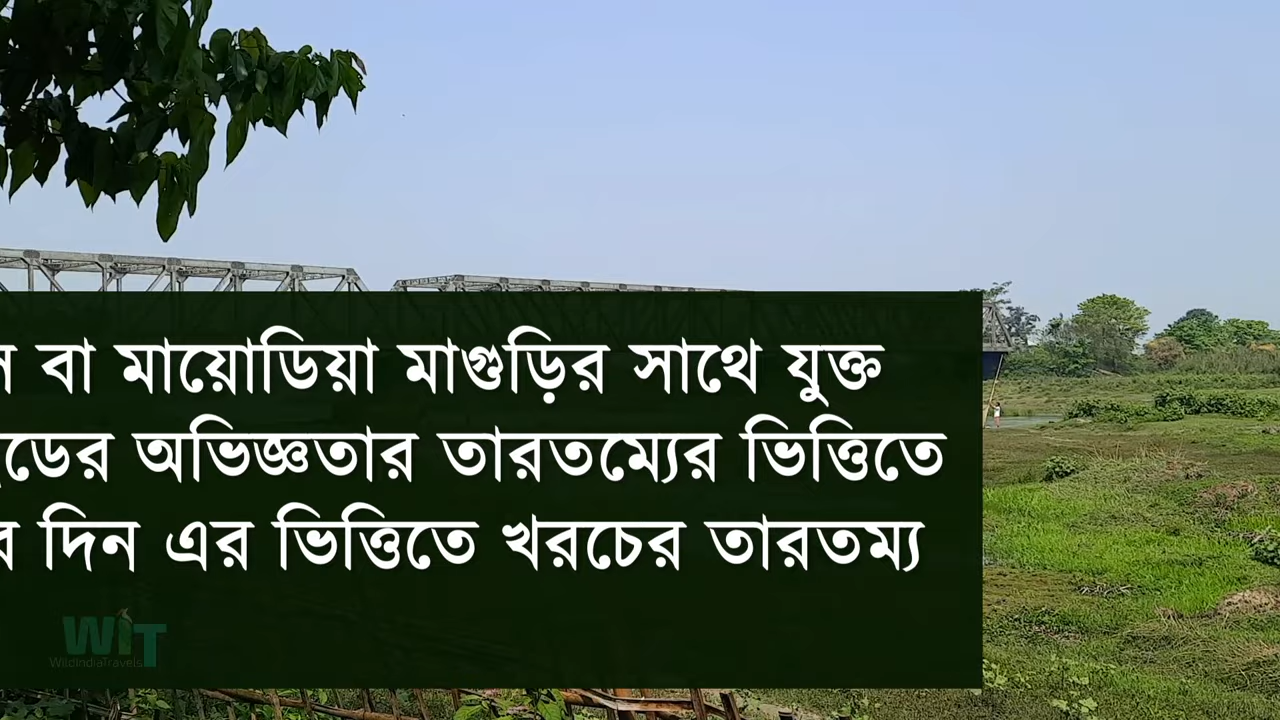 বা মায়োডিয়া মাগুড়ির সাথে যুক্ত
অভিজ্ঞতার তারতম্যের ভিত্তিতে
দিন এর ভিত্তিতে খরচের তারতম্য
WIT
WildIndiaTravels